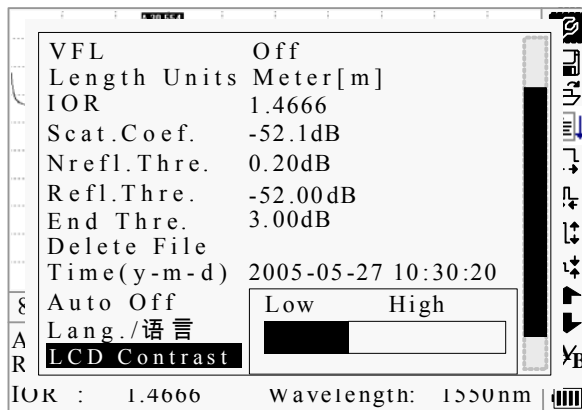 VFL Off
Length Units Meter[m]
IOR 1.4666
Scat.Coef. -52.1dB
Nrefl.Thre. 0.20dB
Refl.Thre. -52.00dB
End Thre. 3.00dB
Delete File
Time(y-m-d) 2005-05-27 10:30:20
Auto Off Low High
Lang./语言
LCD Contrast
A
R
IOR : 1.4666 Wavelength: 1550nm